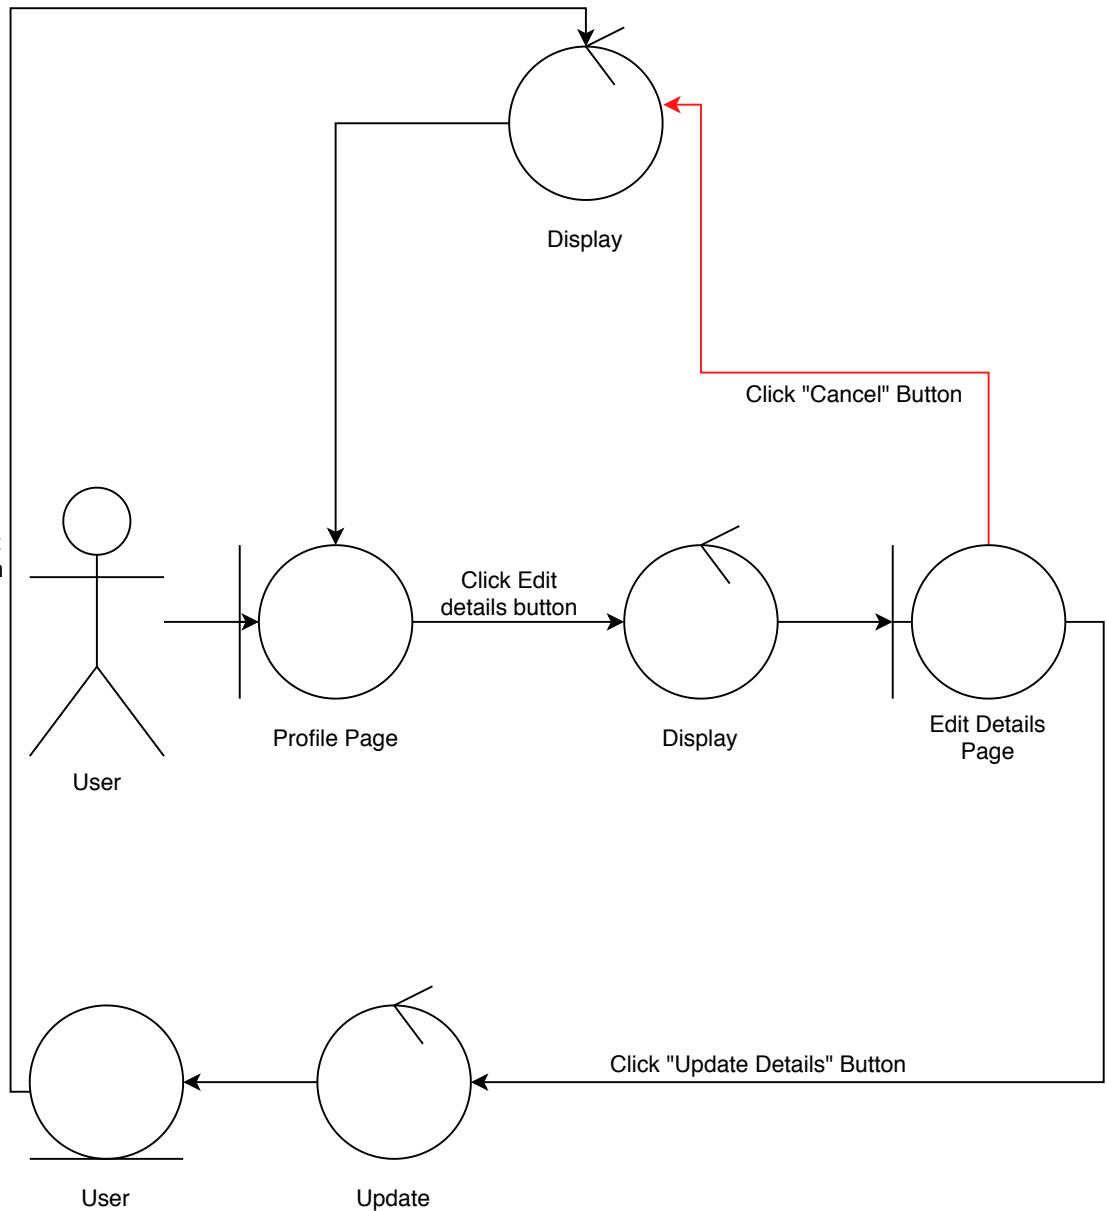 Display
Click "Cancel" Button
Click Edit
details button
Profile Page
Display
Edit Details
Page
User
Click "Update Details" Button
User
Update